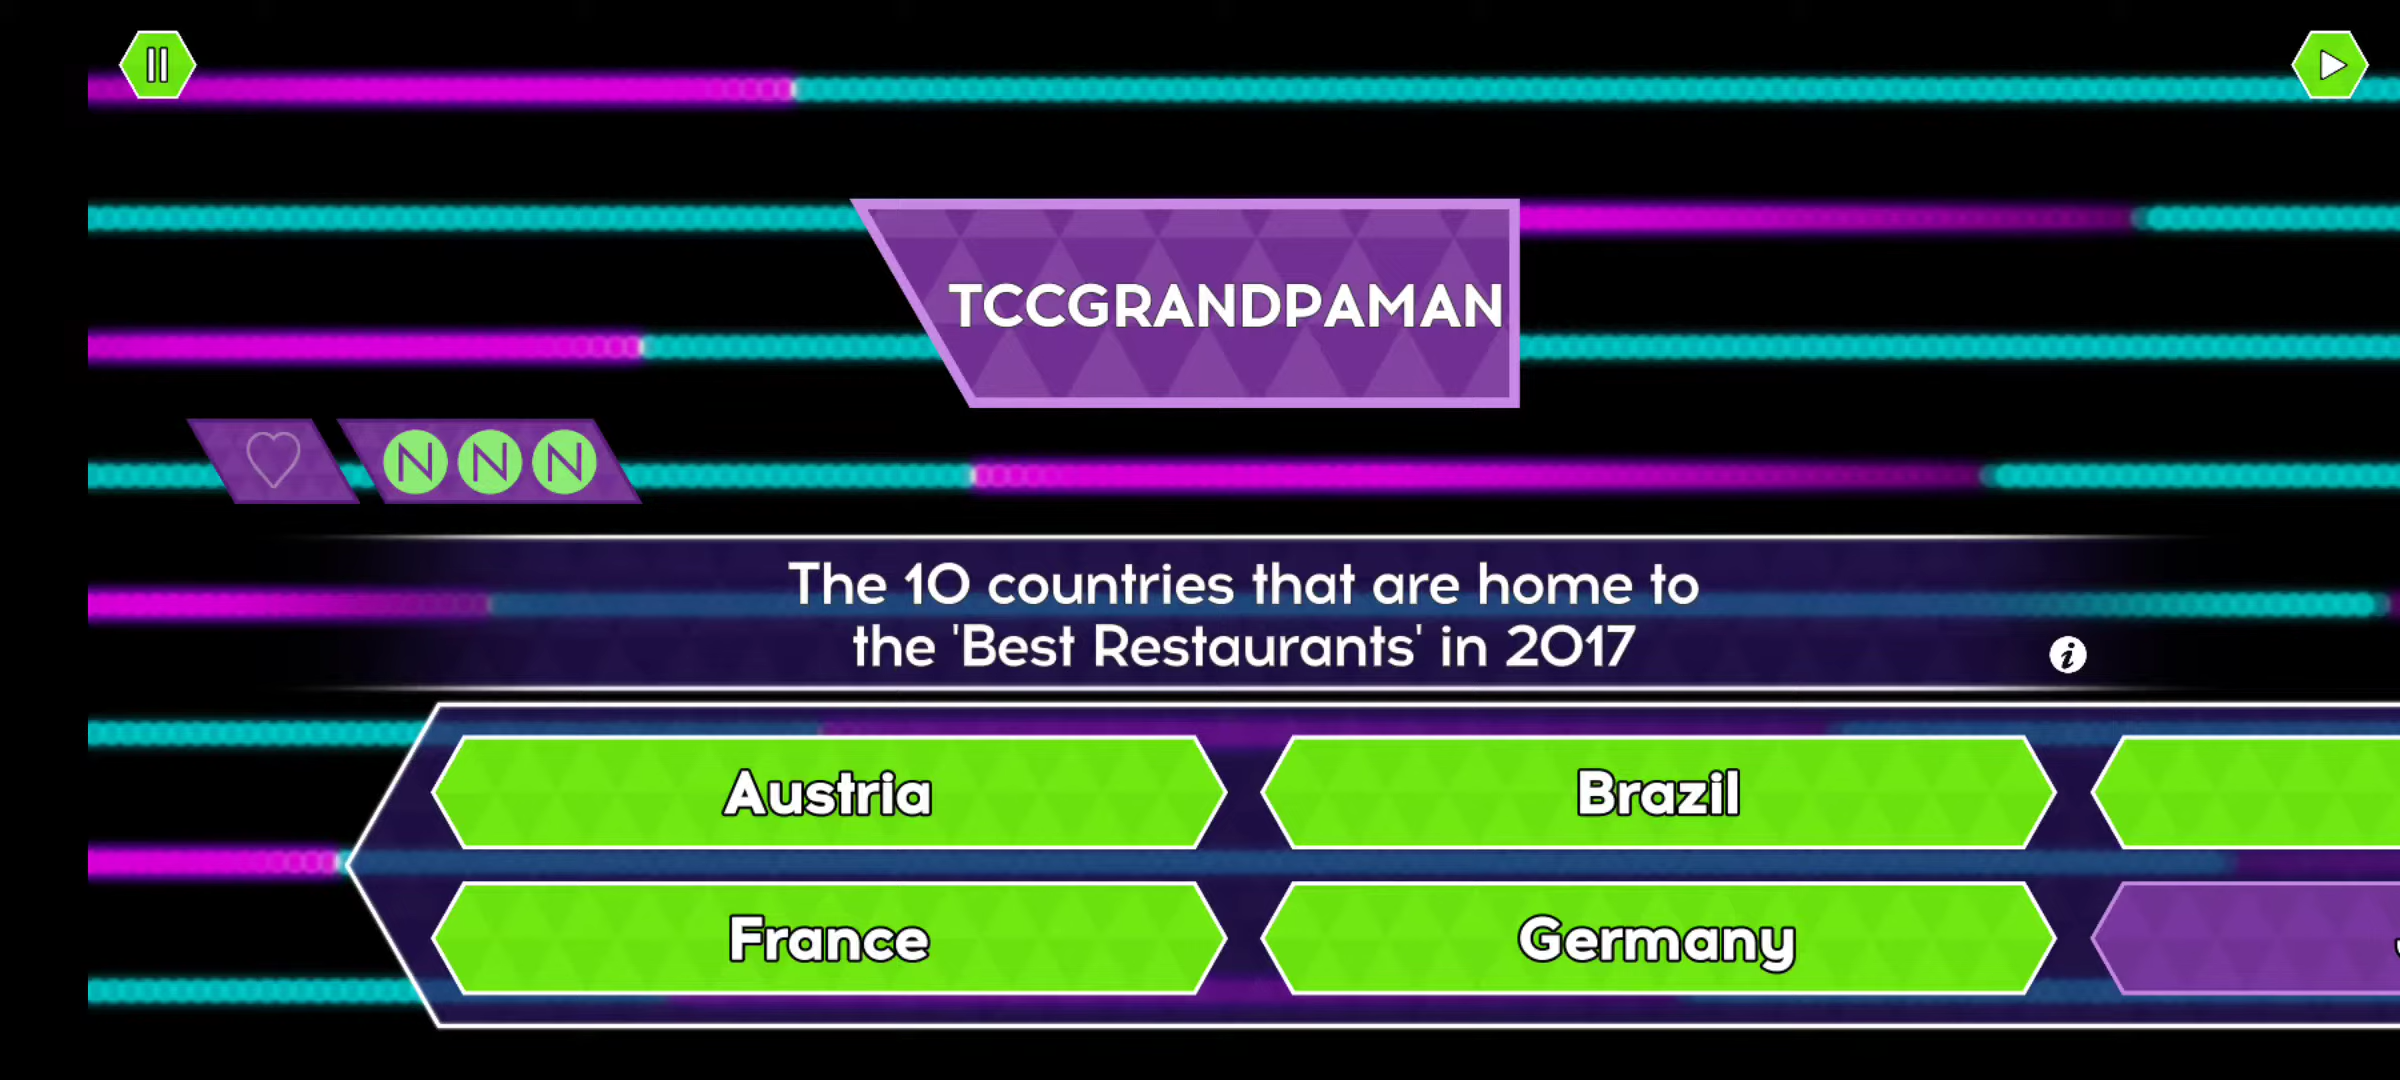 TCCGRANDPAMAN
N N N
The 10 countries that are home to
the 'Best Restaurants' in 2017
i
Austria
Brazil
France
Germany